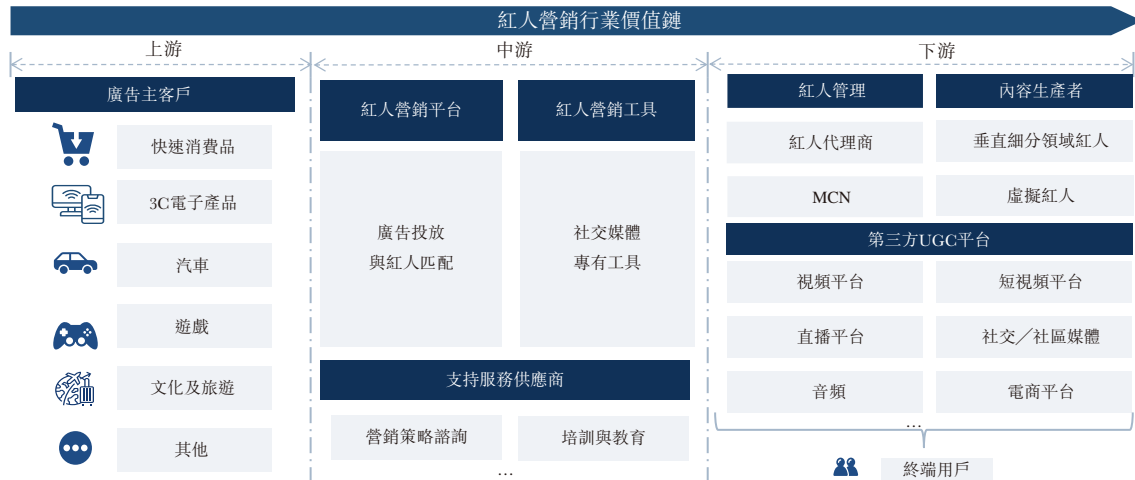 紅人營銷行業價值鏈
上游
中游
下游
廣告主客戶
快速消費品
3C電子產品
汽車
遊戲
文化及旅遊
其他
紅人營銷平台
廣告投放
與紅人匹配
紅人營銷工具
社交媒體
專有工具
支持服務供應商
營銷策略諮詢
培訓與教育
...
紅人管理
內容生產者
紅人代理商
垂直細分領域紅人
MCN
虛擬紅人
第三方UGC平台
視頻平台
短視頻平台
直播平台
社交／社區媒體
音頻
電商平台
...
終端用戶